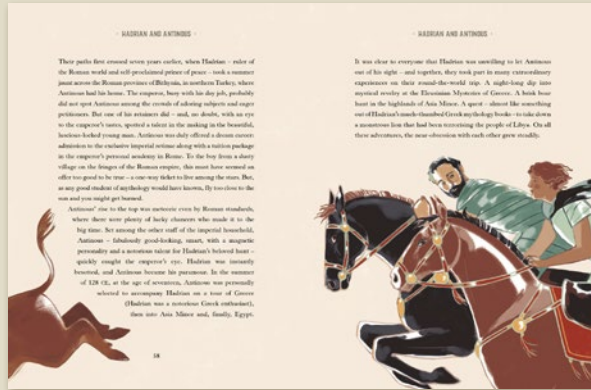 · HADRIAN AND ANTINOUS ·
Their paths first crossed seven years earlier, when Hadrian – ruler of
the Roman world and self-proclaimed prince of peace – took a summer
jaunt across the Roman province of Bithynia, in northern Turkey, where
Antinous had his home. The emperor, busy with his day job, probably
did not spot Antinous among the crowds of adoring subjects and eager
petitioners. But one of his retainers did – and, no doubt, with an eye
to the emperor's tastes, spotted a talent in the making in the beautiful,
luscious-locked young man. Antinous was duly offered a dream career:
admission to the exclusive imperial retinue along with a tuition package
in the emperor's personal academy in Rome. To the boy from a dusty
village on the fringes of the Roman empire, this must have seemed an
offer too good to be true – a one-way ticket to live among the stars. But,
as any good student of mythology would have known, fly too close to the
sun and you might get burned.
Antinous' rise to the top was meteoric even by Roman standards,
where there were plenty of lucky chancers who made it to the
big time. Set among the other staff of the imperial household,
Antinous – fabulously good-looking, smart, with a magnetic
personality and a notorious talent for Hadrian's beloved hunt –
quickly caught the emperor's eye. Hadrian was instantly
besotted, and Antinous became his paramour. In the summer
of 128 CE, at the age of seventeen, Antinous was personally
selected to accompany Hadrian on a tour of Greece
(Hadrian was a notorious Greek enthusiast),
then into Asia Minor and, finally, Egypt.
18
· HADRIAN AND ANTINOUS ·
It was clear to everyone that Hadrian was unwilling to let Antinous
out of his sight – and together, they took part in many extraordinary
experiences on their round-the-world trip. A night-long dip into
mystical revelry at the Eleusinian Mysteries of Greece. A bear
hunt in the highlands of Asia Minor. A quest – almost like something
out of Hadrian's much-thumbed Greek mythology books – to take down
a monstrous lion that had been terrorising the people of Libya. On all
these adventures, the near-obsession with each other grew steadily.